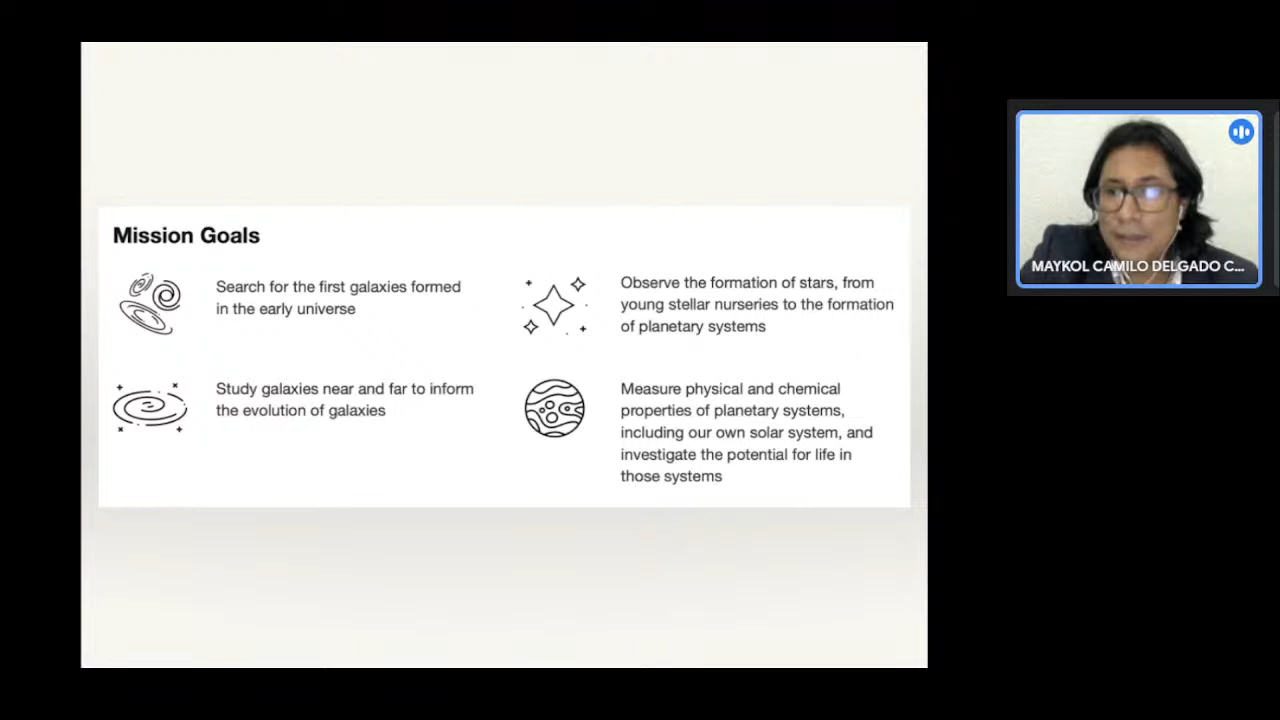 Mission Goals
Search for the first galaxies formed
in the early universe
Observe the formation of stars, from
young stellar nurseries to the formation
of planetary systems
Study galaxies near and far to inform
the evolution of galaxies
Measure physical and chemical
properties of planetary systems,
including our own solar system, and
investigate the potential for life in
those systems
MAYKOL CAMILO DELGADO C...